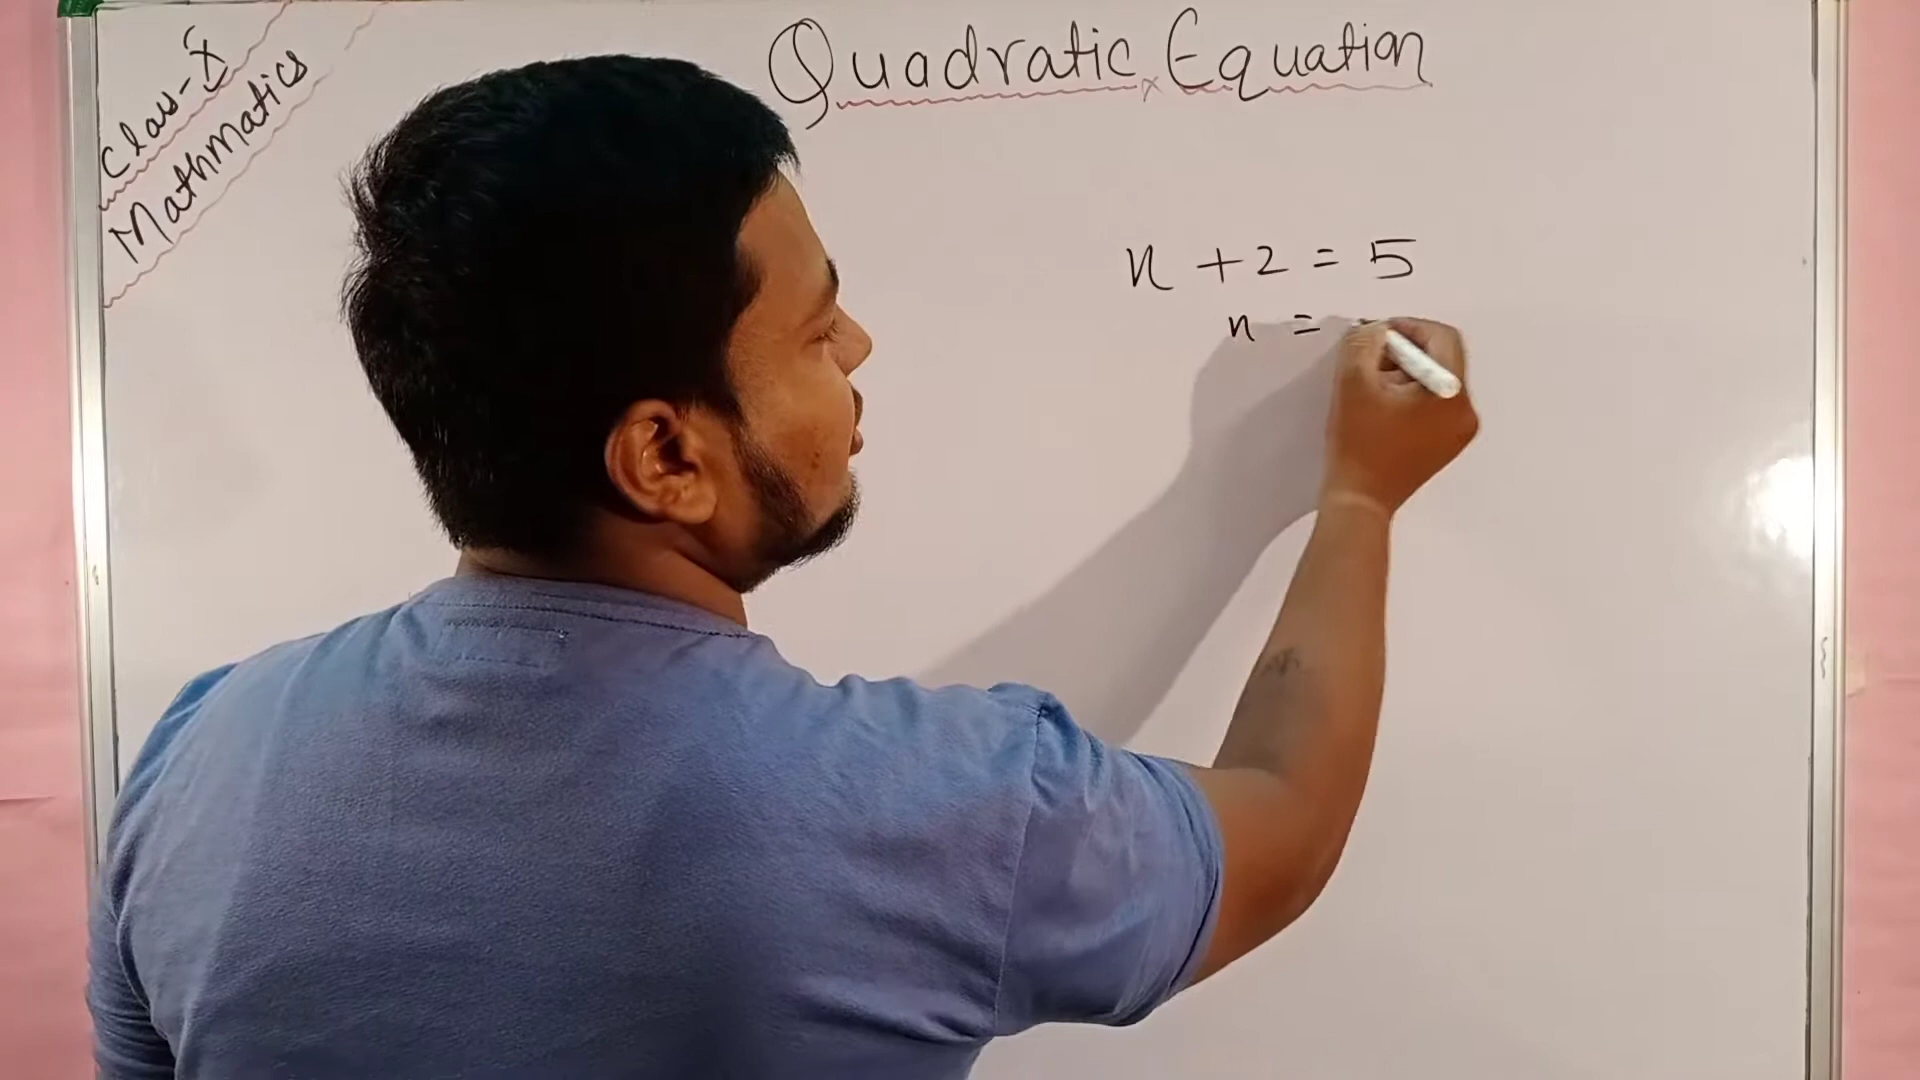 Class-X
Mathmatics
Quadratic Equation
x + 2 = 5
x =